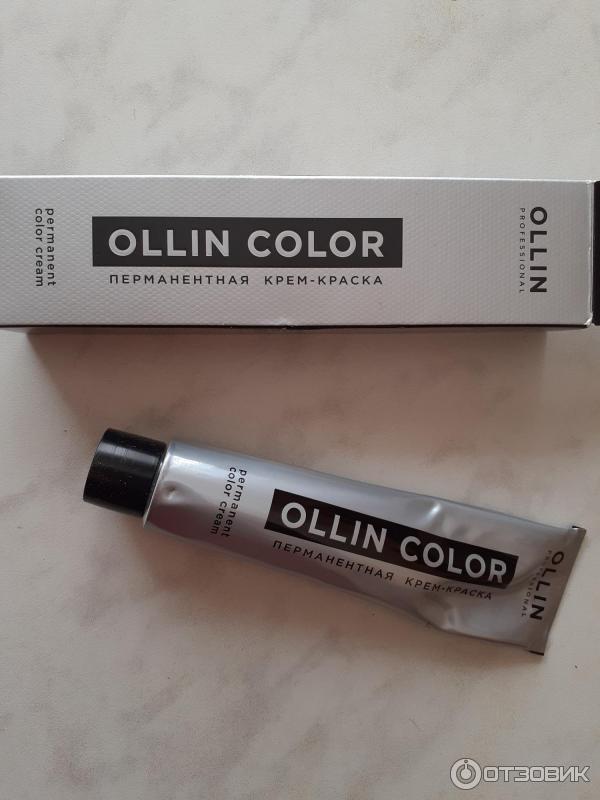 permanent
color cream
OLLIN COLOR
ПЕРМАНЕНТНАЯ КРЕМ-КРАСКА
OLLIN
PROFESSIONAL
permanent
color cream
OLLIN COLOR
ПЕРМАНЕНТНАЯ КРЕМ-КРАСКА
OLLIN
PROFESSIONAL
ОТЗОВИК